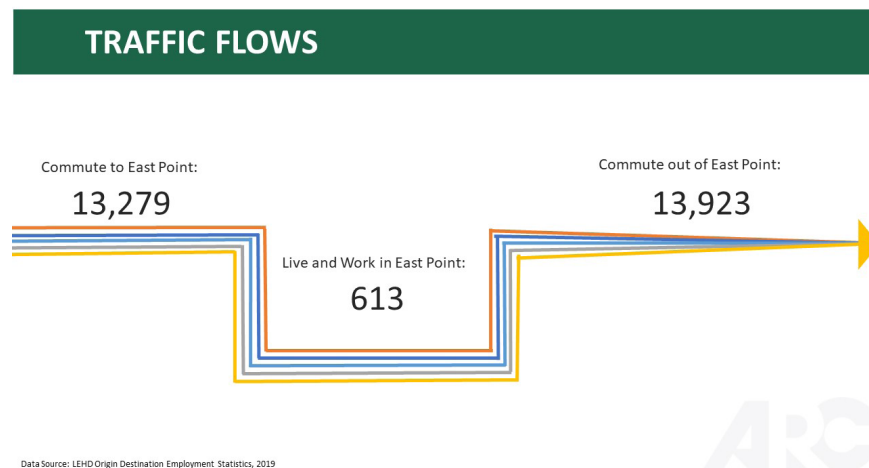 TRAFFIC FLOWS
Commute to East Point:
13,279
Commute out of East Point:
13,923
Live and Work in East Point:
613
ARC
Data Source: LEHD Origin Destination Employment Statistics, 2019